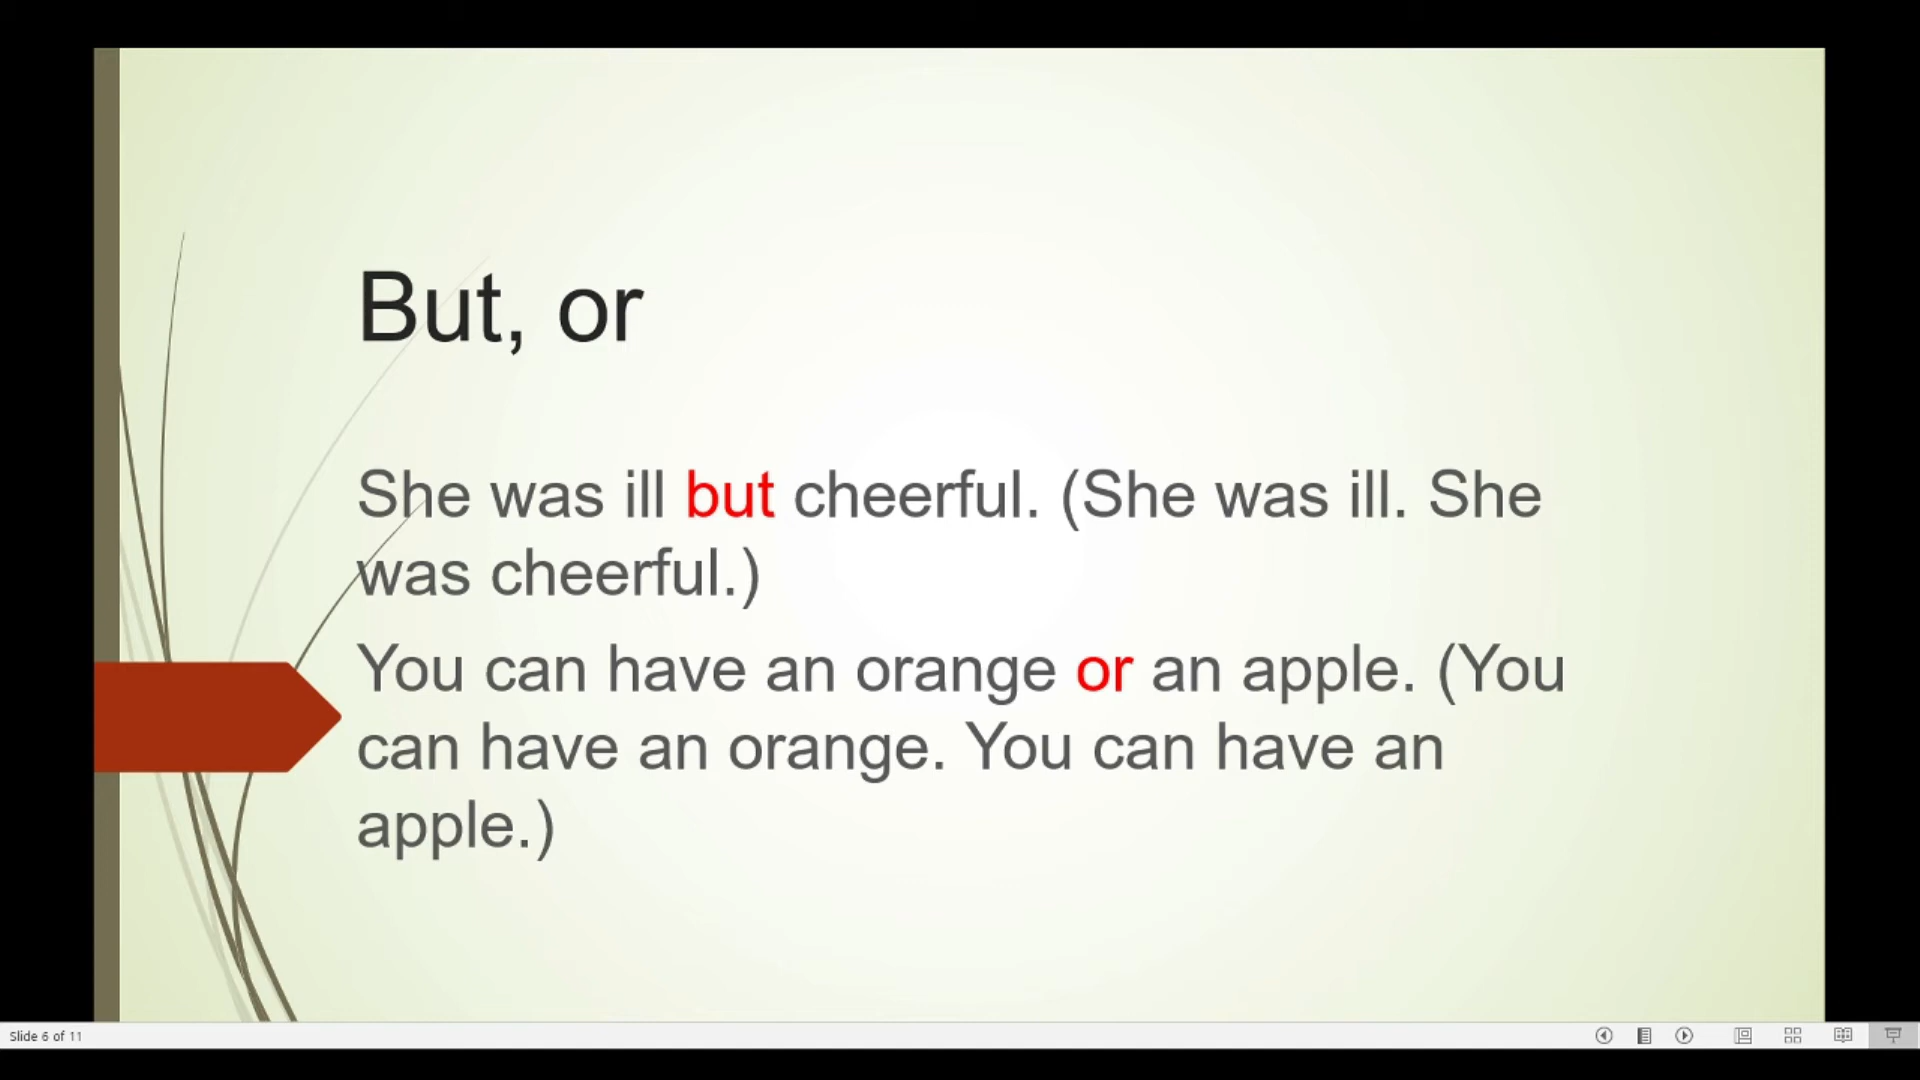 But, or
She was ill but cheerful. (She was ill. She
was cheerful.)
You can have an orange or an apple. (You
can have an orange. You can have an
apple.)
Slide 6 of 11